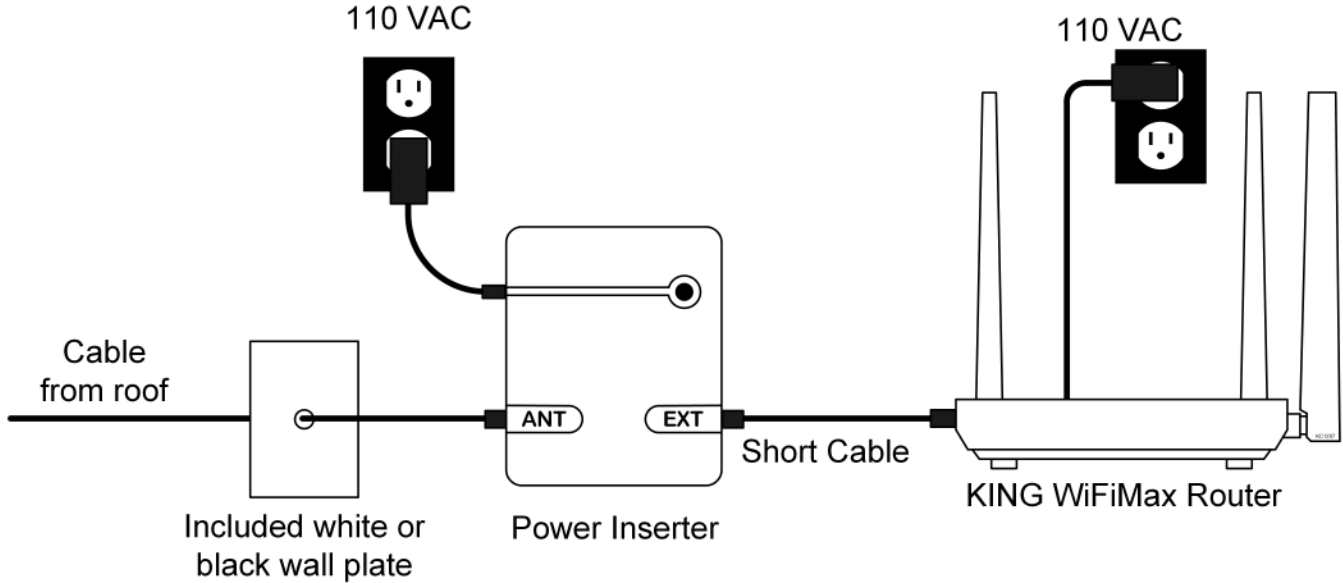 110 VAC
110 VAC
Cable
from roof
ANT
EXT
Short Cable
KING WiFiMax Router
Included white or
black wall plate
Power Inserter